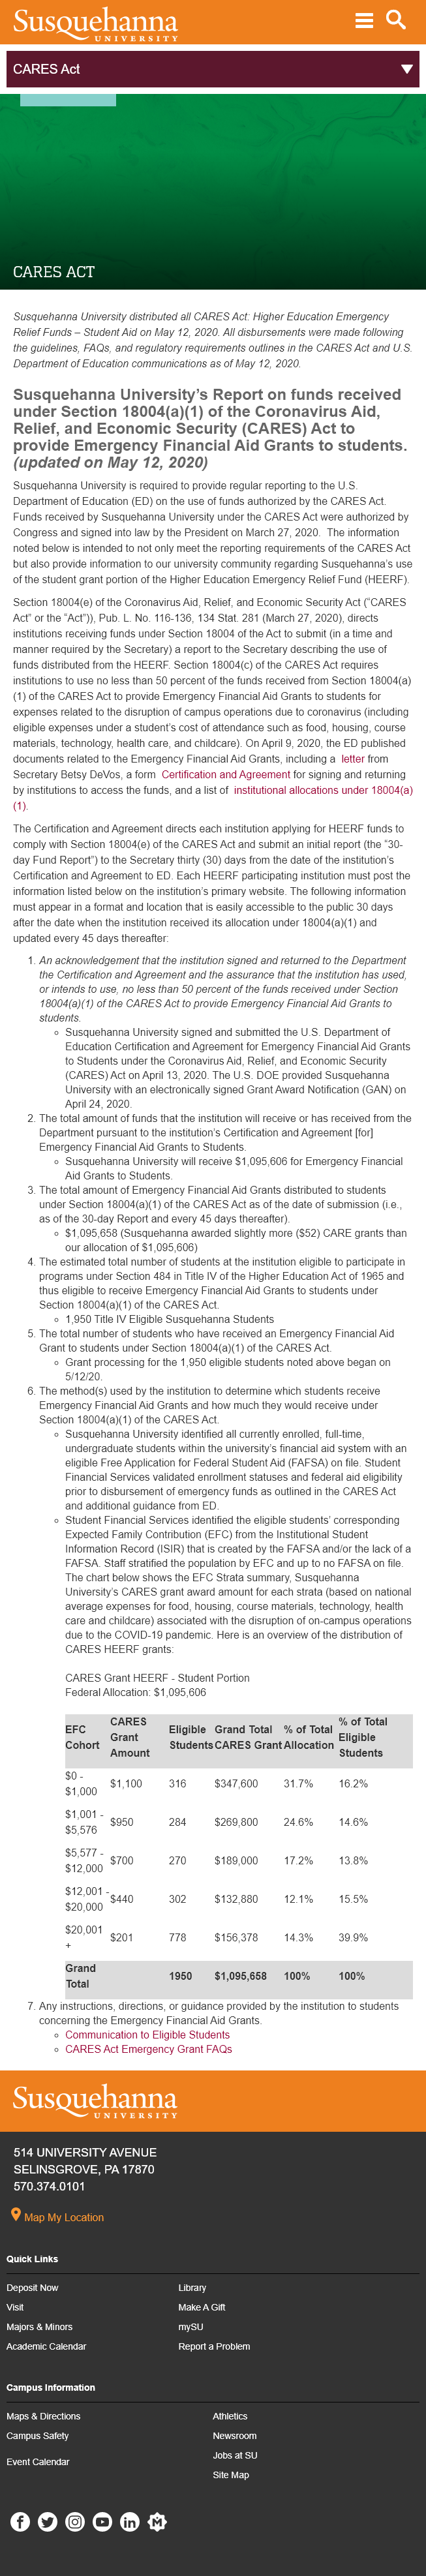 Susquehanna
UNIVERSITY
CARES Act
CARES ACT
Susquehanna University distributed all CARES Act: Higher Education Emergency
Relief Funds – Student Aid on May 12, 2020. All disbursements were made following
the guidelines, FAQs, and regulatory requirements outlines in the CARES Act and U.S.
Department of Education communications as of May 12, 2020.
Susquehanna University's Report on funds received
under Section 18004(a)(1) of the Coronavirus Aid,
Relief, and Economic Security (CARES) Act to
provide Emergency Financial Aid Grants to students.
(updated on May 12, 2020)
Susquehanna University is required to provide regular reporting to the U.S.
Department of Education (ED) on the use of funds authorized by the CARES Act.
Funds received by Susquehanna University under the CARES Act were authorized by
Congress and signed into law by the President on March 27, 2020.  The information
noted below is intended to not only meet the reporting requirements of the CARES Act
but also provide information to our university community regarding Susquehanna's use
of the student grant portion of the Higher Education Emergency Relief Fund (HEERF).
Section 18004(e) of the Coronavirus Aid, Relief, and Economic Security Act ("CARES
Act" or the "Act")), Pub. L. No. 116-136, 134 Stat. 281 (March 27, 2020), directs
institutions receiving funds under Section 18004 of the Act to submit (in a time and
manner required by the Secretary) a report to the Secretary describing the use of
funds distributed from the HEERF. Section 18004(c) of the CARES Act requires
institutions to use no less than 50 percent of the funds received from Section 18004(a)
(1) of the CARES Act to provide Emergency Financial Aid Grants to students for
expenses related to the disruption of campus operations due to coronavirus (including
eligible expenses under a student's cost of attendance such as food, housing, course
materials, technology, health care, and childcare). On April 9, 2020, the ED published
documents related to the Emergency Financial Aid Grants, including a  letter from
Secretary Betsy DeVos, a form  Certification and Agreement for signing and returning
by institutions to access the funds, and a list of  institutional allocations under 18004(a)
(1).
The Certification and Agreement directs each institution applying for HEERF funds to
comply with Section 18004(e) of the CARES Act and submit an initial report (the "30-
day Fund Report") to the Secretary thirty (30) days from the date of the institution's
Certification and Agreement to ED. Each HEERF participating institution must post the
information listed below on the institution's primary website. The following information
must appear in a format and location that is easily accessible to the public 30 days
after the date when the institution received its allocation under 18004(a)(1) and
updated every 45 days thereafter:
1. An acknowledgement that the institution signed and returned to the Department
the Certification and Agreement and the assurance that the institution has used,
or intends to use, no less than 50 percent of the funds received under Section
18004(a)(1) of the CARES Act to provide Emergency Financial Aid Grants to
students.
◦ Susquehanna University signed and submitted the U.S. Department of
Education Certification and Agreement for Emergency Financial Aid Grants
to Students under the Coronavirus Aid, Relief, and Economic Security
(CARES) Act on April 13, 2020. The U.S. DOE provided Susquehanna
University with an electronically signed Grant Award Notification (GAN) on
April 24, 2020.
2. The total amount of funds that the institution will receive or has received from the
Department pursuant to the institution's Certification and Agreement [for]
Emergency Financial Aid Grants to Students.
◦ Susquehanna University will receive $1,095,606 for Emergency Financial
Aid Grants to Students.
3. The total amount of Emergency Financial Aid Grants distributed to students
under Section 18004(a)(1) of the CARES Act as of the date of submission (i.e.,
as of the 30-day Report and every 45 days thereafter).
◦ $1,095,658 (Susquehanna awarded slightly more ($52) CARE grants than
our allocation of $1,095,606)
4. The estimated total number of students at the institution eligible to participate in
programs under Section 484 in Title IV of the Higher Education Act of 1965 and
thus eligible to receive Emergency Financial Aid Grants to students under
Section 18004(a)(1) of the CARES Act.
◦ 1,950 Title IV Eligible Susquehanna Students
5. The total number of students who have received an Emergency Financial Aid
Grant to students under Section 18004(a)(1) of the CARES Act.
◦ Grant processing for the 1,950 eligible students noted above began on
5/12/20.
6. The method(s) used by the institution to determine which students receive
Emergency Financial Aid Grants and how much they would receive under
Section 18004(a)(1) of the CARES Act.
◦ Susquehanna University identified all currently enrolled, full-time,
undergraduate students within the university's financial aid system with an
eligible Free Application for Federal Student Aid (FAFSA) on file. Student
Financial Services validated enrollment statuses and federal aid eligibility
prior to disbursement of emergency funds as outlined in the CARES Act
and additional guidance from ED.
◦ Student Financial Services identified the eligible students' corresponding
Expected Family Contribution (EFC) from the Institutional Student
Information Record (ISIR) that is created by the FAFSA and/or the lack of a
FAFSA. Staff stratified the population by EFC and up to no FAFSA on file.
The chart below shows the EFC Strata summary, Susquehanna
University's CARES grant award amount for each strata (based on national
average expenses for food, housing, course materials, technology, health
care and childcare) associated with the disruption of on-campus operations
due to the COVID-19 pandemic. Here is an overview of the distribution of
CARES HEERF grants:
CARES Grant HEERF - Student Portion
Federal Allocation: $1,095,606
EFC Cohort CARES Grant Amount Eligible Students Grand Total CARES Grant % of Total Allocation % of Total Eligible Students
$0 - $1,000 $1,100 316 $347,600 31.7% 16.2%
$1,001 - $5,576 $950 284 $269,800 24.6% 14.6%
$5,577 - $12,000 $700 270 $189,000 17.2% 13.8%
$12,001 - $20,000 $440 302 $132,880 12.1% 15.5%
$20,001 + $201 778 $156,378 14.3% 39.9%
Grand Total 1950 $1,095,658 100% 100%
7. Any instructions, directions, or guidance provided by the institution to students
concerning the Emergency Financial Aid Grants.
◦ Communication to Eligible Students
◦ CARES Act Emergency Grant FAQs
Susquehanna
UNIVERSITY
514 UNIVERSITY AVENUE
SELINSGROVE, PA 17870
570.374.0101
Map My Location
Quick Links
Deposit Now Library
Visit Make A Gift
Majors & Minors mySU
Academic Calendar Report a Problem
Campus Information
Maps & Directions Athletics
Campus Safety Newsroom
Event Calendar Jobs at SU
Site Map